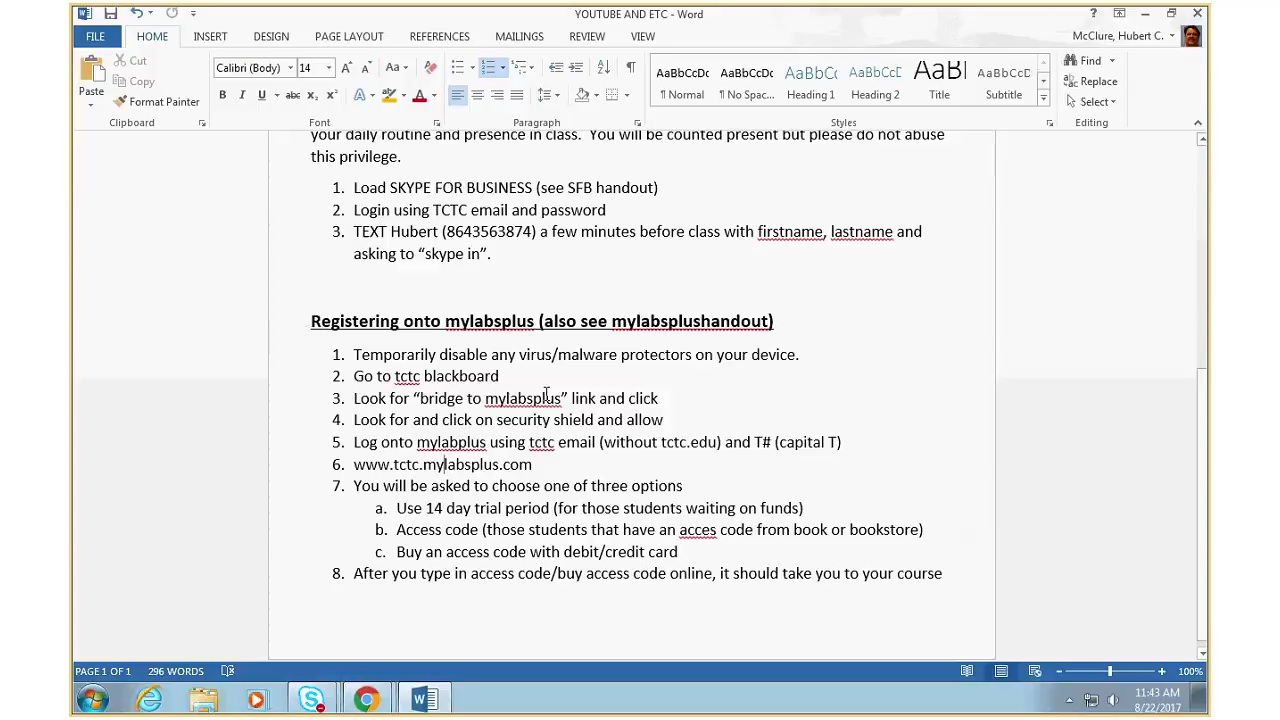 YOUTUBE AND ETC - Word
FILE HOME INSERT DESIGN PAGE LAYOUT REFERENCES MAILINGS REVIEW VIEW McClure, Hubert C.
Cut
Copy
Paste
Format Painter
Clipboard
Calibri (Body) 14
Font
Paragraph
AaBbCcDc AaBbCcDc AaBbCc AaBbCcD AaBl AaBbCcD
¶ Normal ¶ No Spac... Heading 1 Heading 2 Title Subtitle
Styles
Find
Replace
Select
Editing
your daily routine and presence in class. You will be counted present but please do not abuse
this privilege.
1. Load SKYPE FOR BUSINESS (see SFB handout)
2. Login using TCTC email and password
3. TEXT Hubert (8643563874) a few minutes before class with firstname, lastname and
asking to “skype in”.
Registering onto mylabsplus (also see mylabsplushandout)
1. Temporarily disable any virus/malware protectors on your device.
2. Go to tctc blackboard
3. Look for “bridge to mylabsplus” link and click
4. Look for and click on security shield and allow
5. Log onto mylabplus using tctc email (without tctc.edu) and T# (capital T)
6. www.tctc.mylabsplus.com
7. You will be asked to choose one of three options
a. Use 14 day trial period (for those students waiting on funds)
b. Access code (those students that have an acces code from book or bookstore)
c. Buy an access code with debit/credit card
8. After you type in access code/buy access code online, it should take you to your course
PAGE 1 OF 1 296 WORDS 100%
11:43 AM
8/22/2017